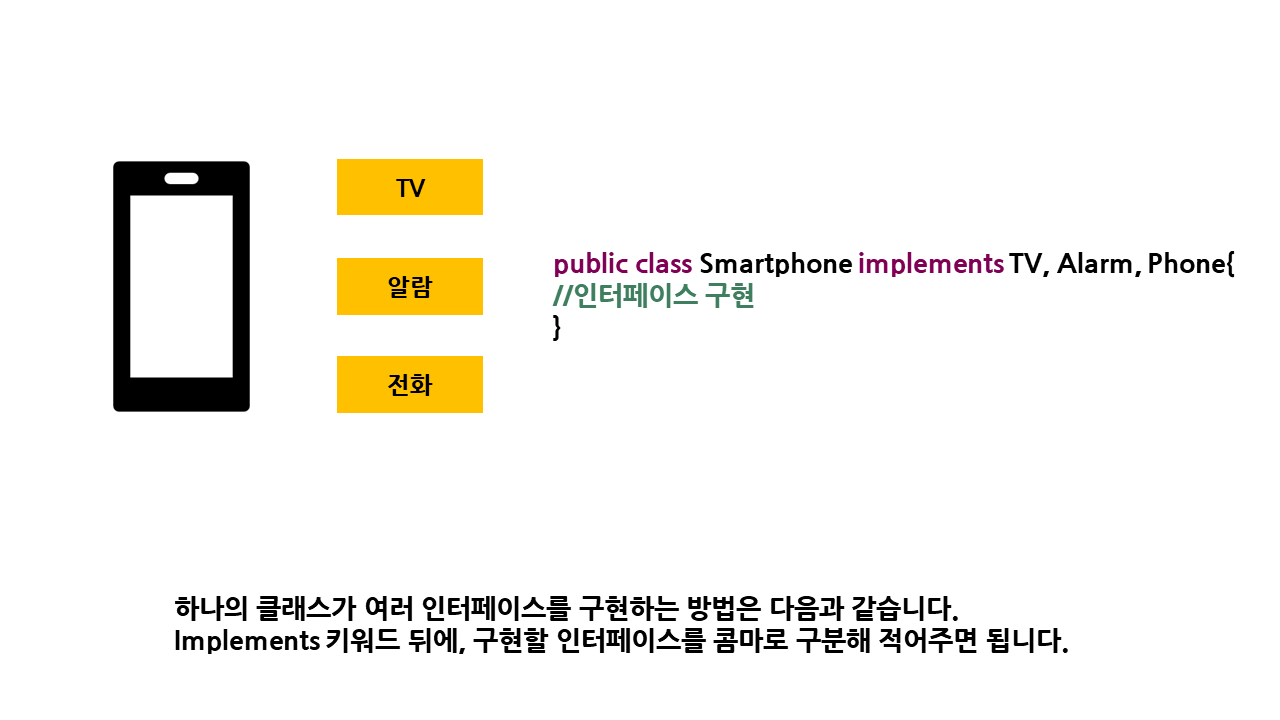 TV
알람
전화
public class Smartphone implements TV, Alarm, Phone{
//인터페이스 구현
}
하나의 클래스가 여러 인터페이스를 구현하는 방법은 다음과 같습니다.
Implements 키워드 뒤에, 구현할 인터페이스를 콤마로 구분해 적어주면 됩니다.